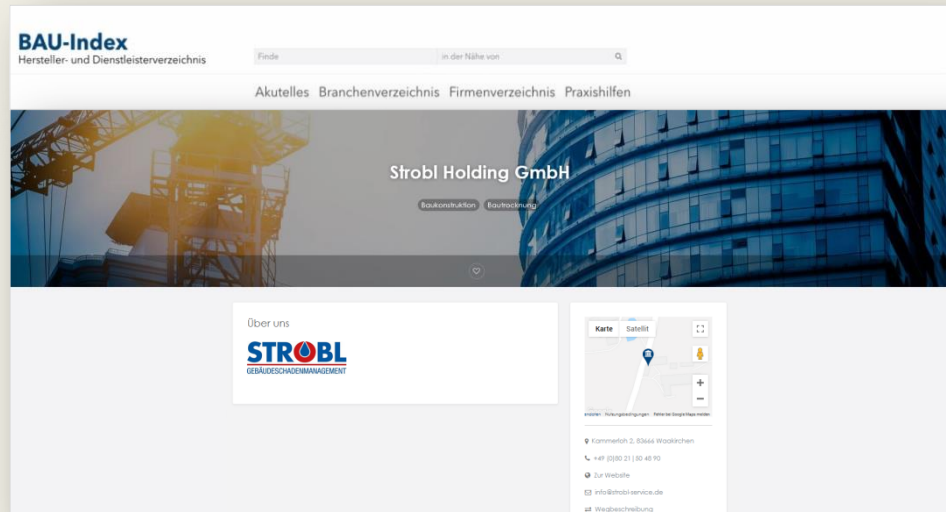 BAU-Index
Hersteller- und Dienstleisterverzeichnis
Finde in der Nähe von
Akutelles Branchenverzeichnis Firmenverzeichnis Praxishilfen
Strobl Holding GmbH
Baukonstruktion Bautrocknung
Über uns
STROBL
GEBÄUDESCHADENMANAGEMENT
Karte Satellit
Nutzungsbedingungen
Kammerloh 2, 83666 Waakirchen
+49 (0)80 21 | 50 48 90
Zur Website
info@strobl-service.de
Wegbeschreibung